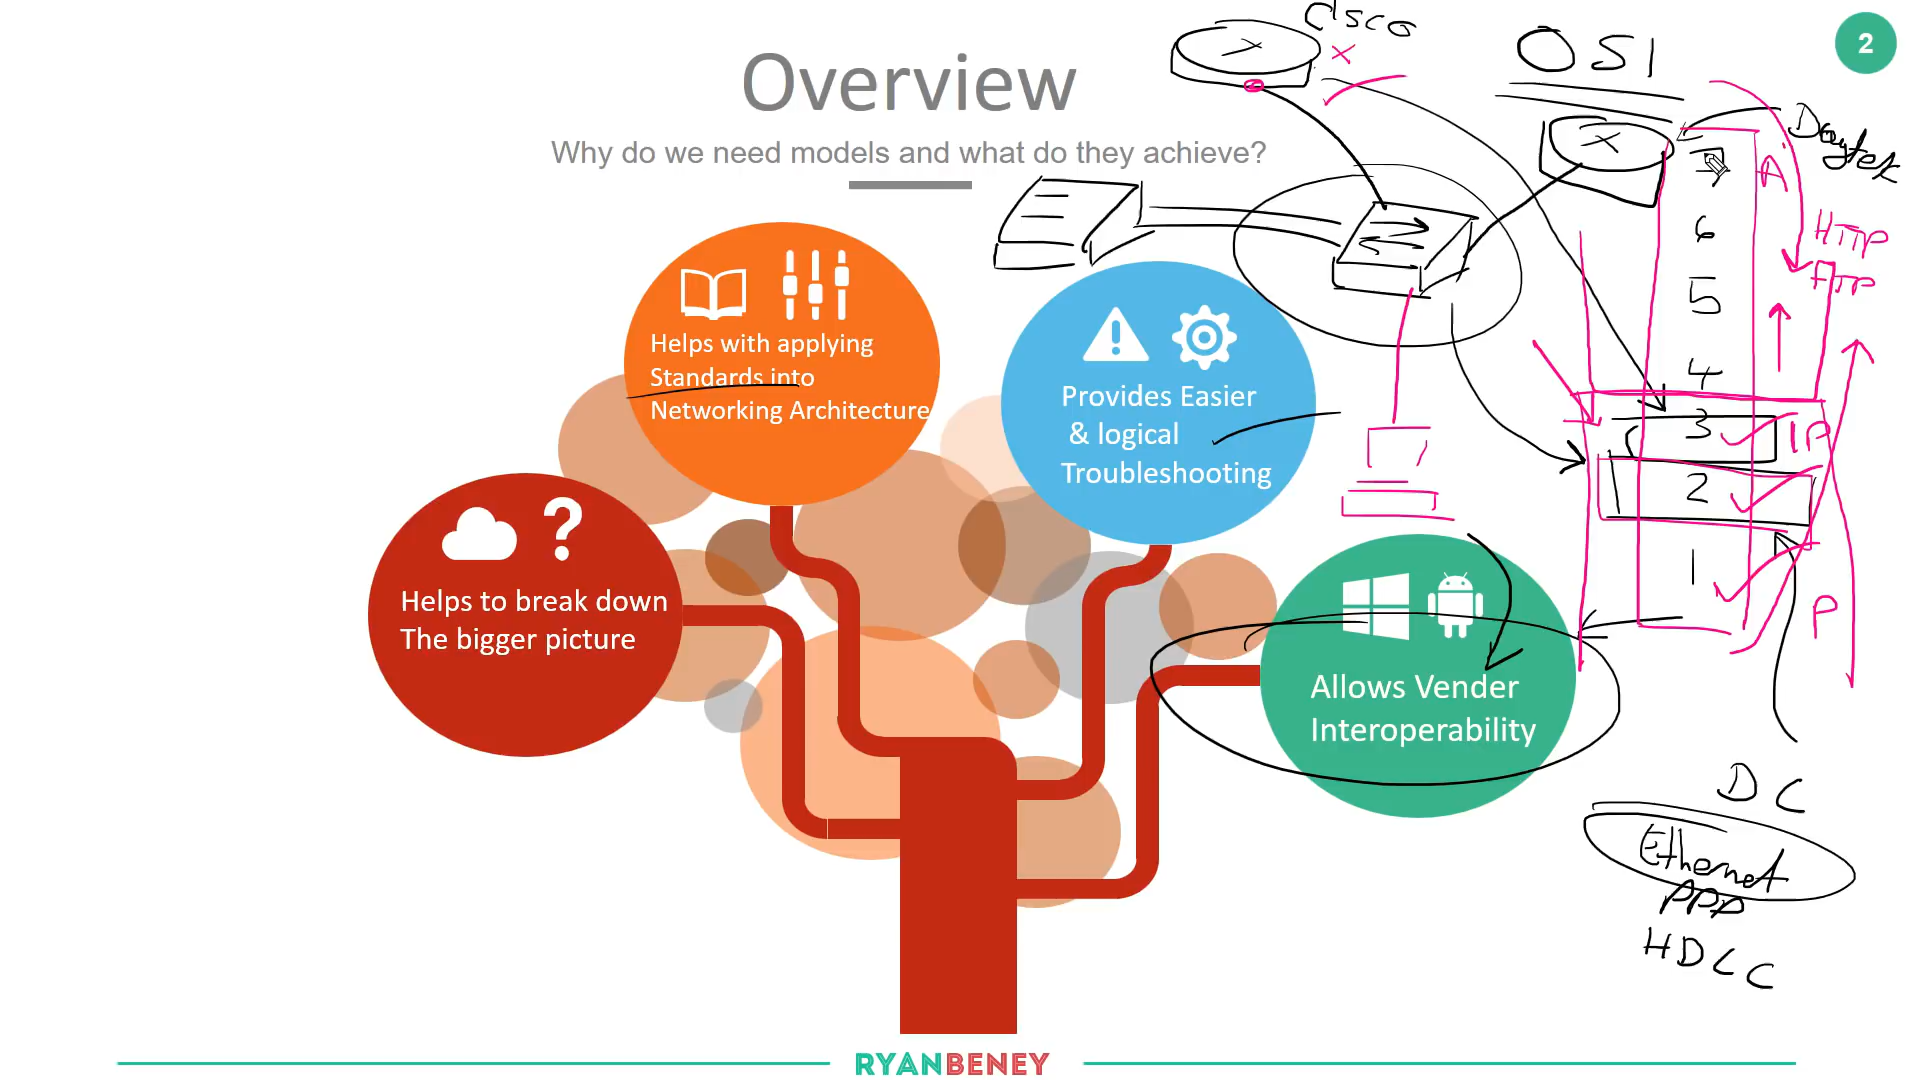 Overview
Why do we need models and what do they achieve?
2
cisco
OSI
Draytek
7
A
6
HTTP
5
FTP
4
3
IP
2
1
P
Helps with applying
Standards into
Networking Architecture
Provides Easier
& logical
Troubleshooting
Helps to break down
The bigger picture
Allows Vender
Interoperability
DC
Ethernet
PPP
HDLC
RYANBENEY